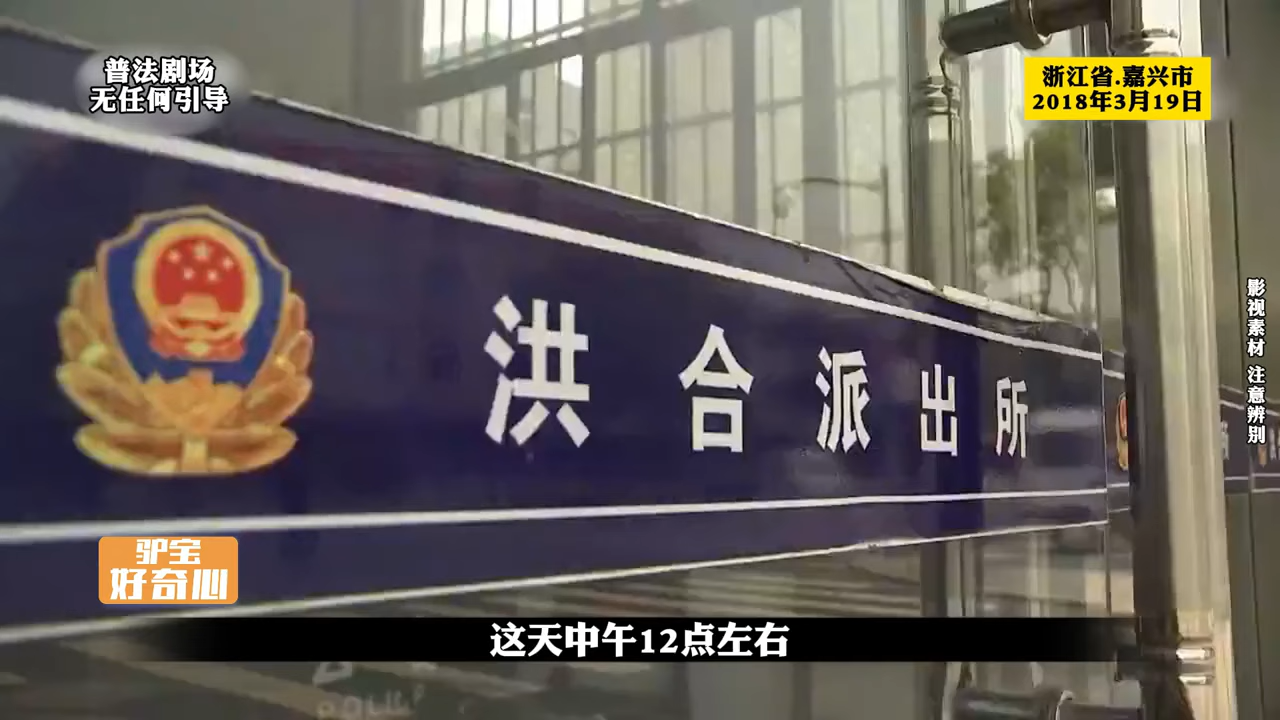 普法剧场
无任何引导
浙江省.嘉兴市
2018年3月19日
洪合派出所
影视素材 注意辨别
驴宝
好奇心
这天中午12点左右